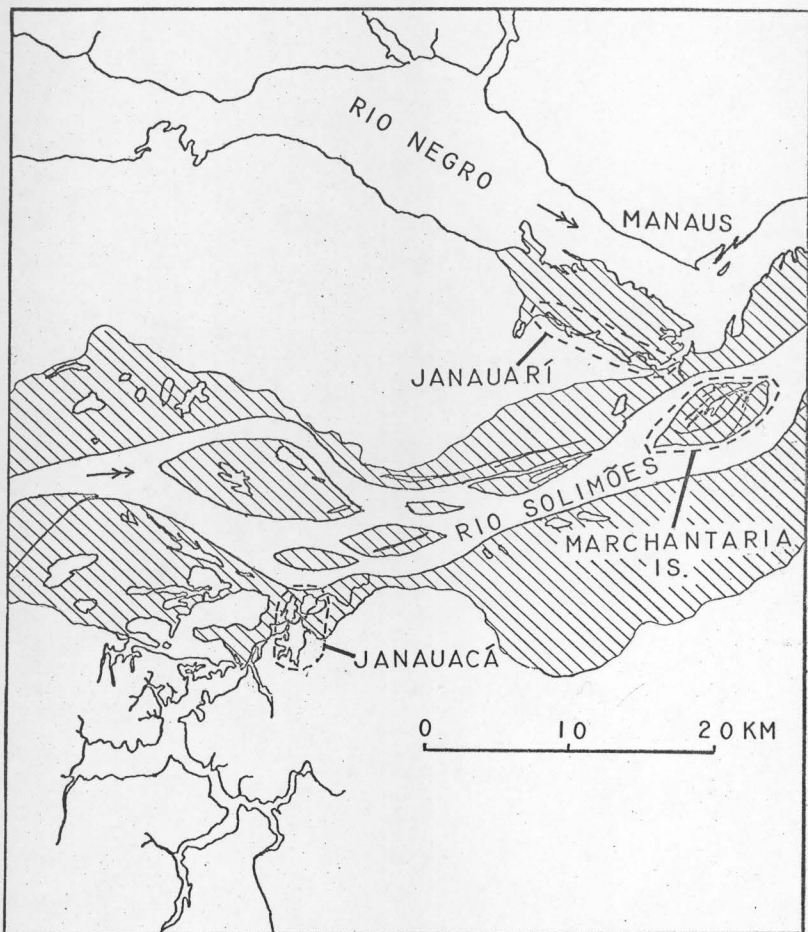 RIO NEGRO
MANAUS
JANAUARÍ
RIO SOLIMÕES
MARCHANTARIA
IS.
JANAUACÁ
0 10 20 KM